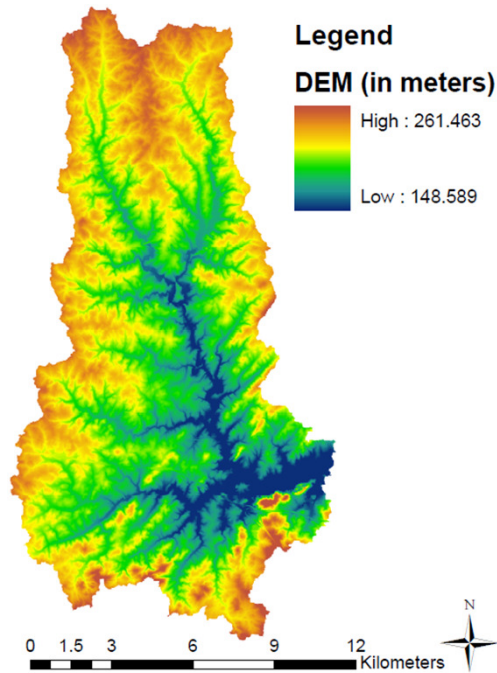 Legend
DEM (in meters)
High : 261.463
Low : 148.589
N
0 1.5 3 6 9 12
Kilometers